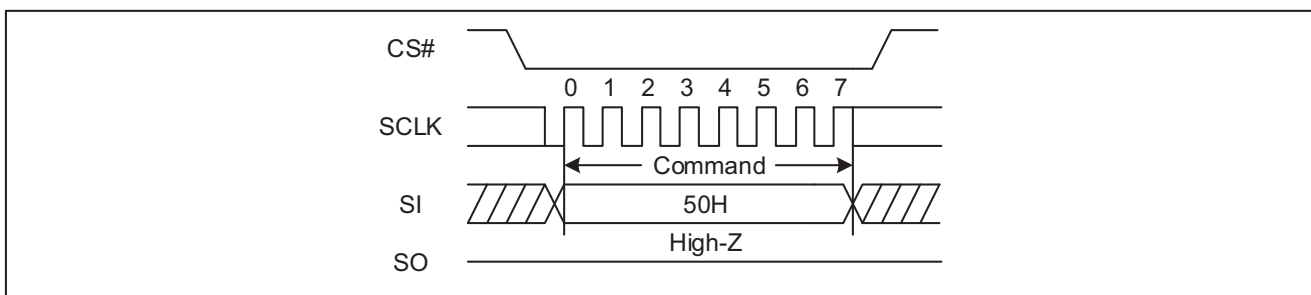 CS#
0 1 2 3 4 5 6 7
SCLK
Command
SI
50H
High-Z
SO